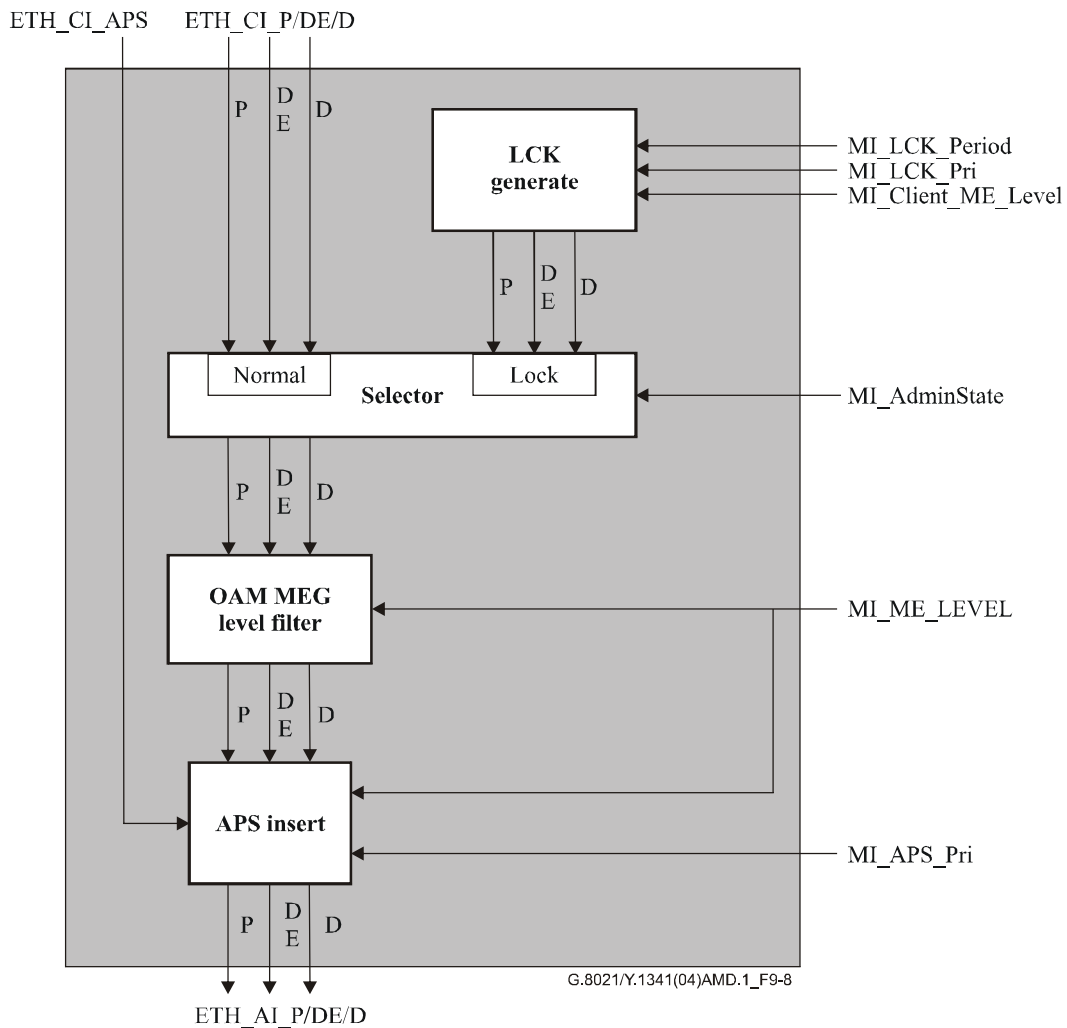 ETH_CI_APS
ETH_CI_P/DE/D
P
D
E
D
LCK
generate
MI_LCK_Period
MI_LCK_Pri
MI_Client_ME_Level
P
D
E
D
Normal
Selector
Lock
MI_AdminState
P
D
E
D
OAM MEG
level filter
MI_ME_LEVEL
P
D
E
D
APS insert
MI_APS_Pri
P
D
E
D
G.8021/Y.1341(04)AMD.1_F9-8
ETH_AI_P/DE/D